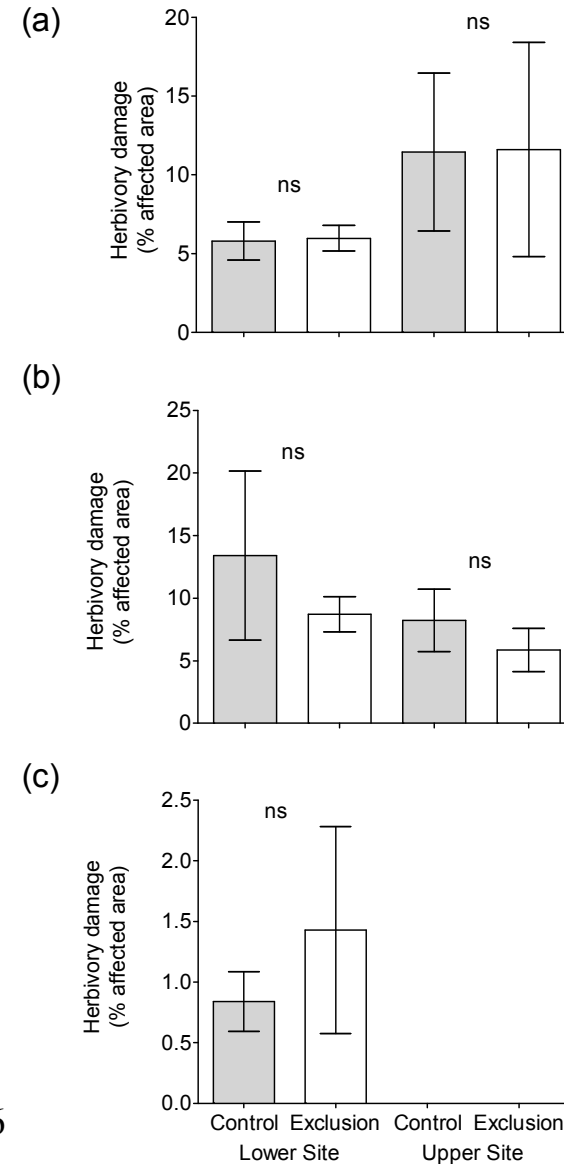 (a)
Herbivory damage
(% affected area)
20
15
10
5
0
ns
ns
(b)
Herbivory damage
(% affected area)
25
20
15
10
5
0
ns
ns
(c)
Herbivory damage
(% affected area)
2.5
2.0
1.5
1.0
0.5
0.0
ns
Control Exclusion Control Exclusion
Lower Site Upper Site